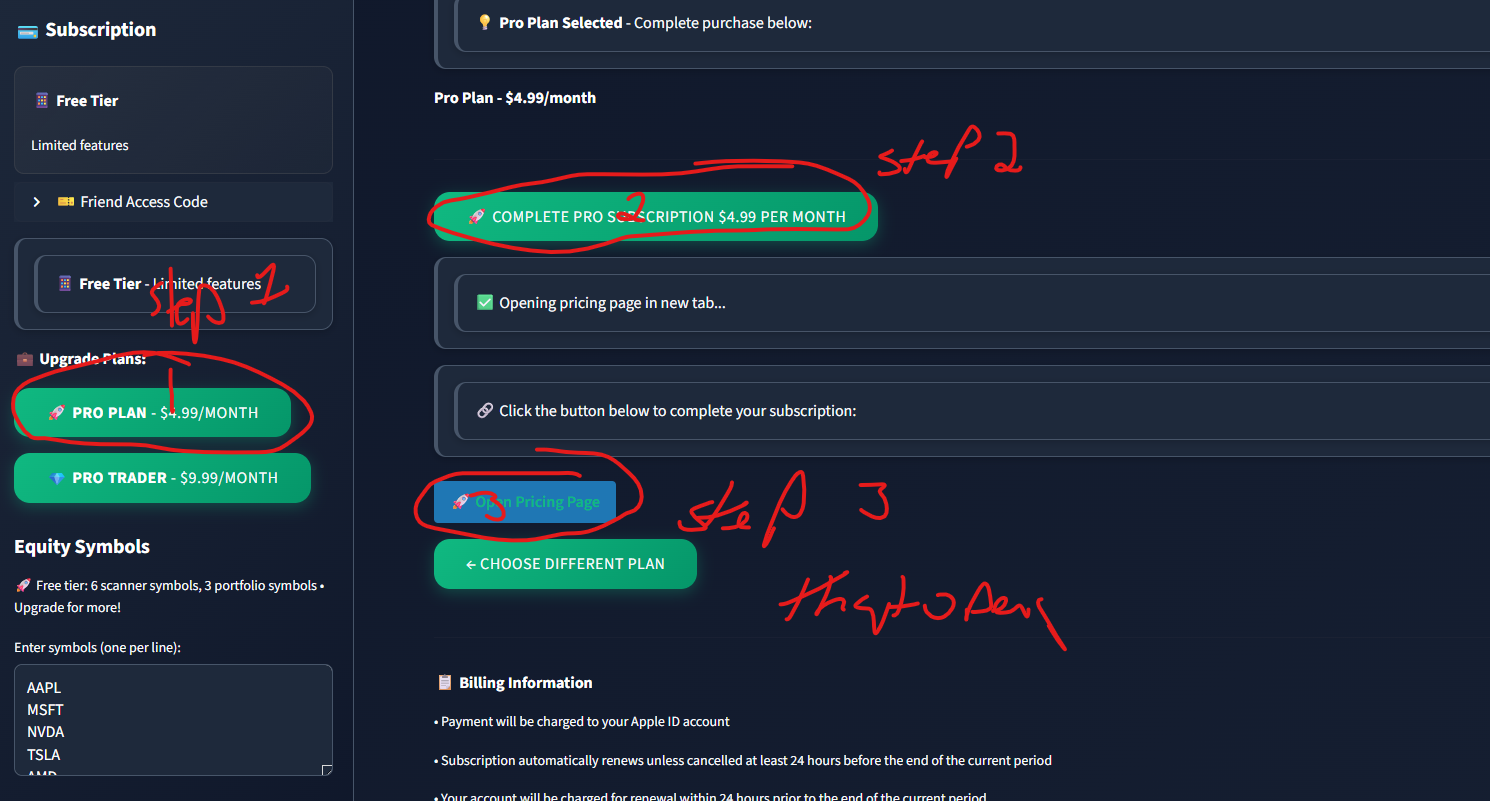 💳 Subscription
Free Tier
Limited features
Friend Access Code
Free Tier - Limited features
step 1
Upgrade Plans:
1
PRO PLAN - $4.99/MONTH
PRO TRADER - $9.99/MONTH
Equity Symbols
🚀 Free tier: 6 scanner symbols, 3 portfolio symbols •
Upgrade for more!
Enter symbols (one per line):
AAPL
MSFT
NVDA
TSLA
AMD
💡 Pro Plan Selected - Complete purchase below:
Pro Plan - $4.99/month
step 2
🚀 COMPLETE PRO SUBSCRIPTION $4.99 PER MONTH
2
✅ Opening pricing page in new tab...
🔗 Click the button below to complete your subscription:
🚀 Open Pricing Page
3
step 3
← CHOOSE DIFFERENT PLAN
📋 Billing Information
• Payment will be charged to your Apple ID account
• Subscription automatically renews unless cancelled at least 24 hours before the end of the current period
• Your account will be charged for renewal within 24 hours prior to the end of the current period